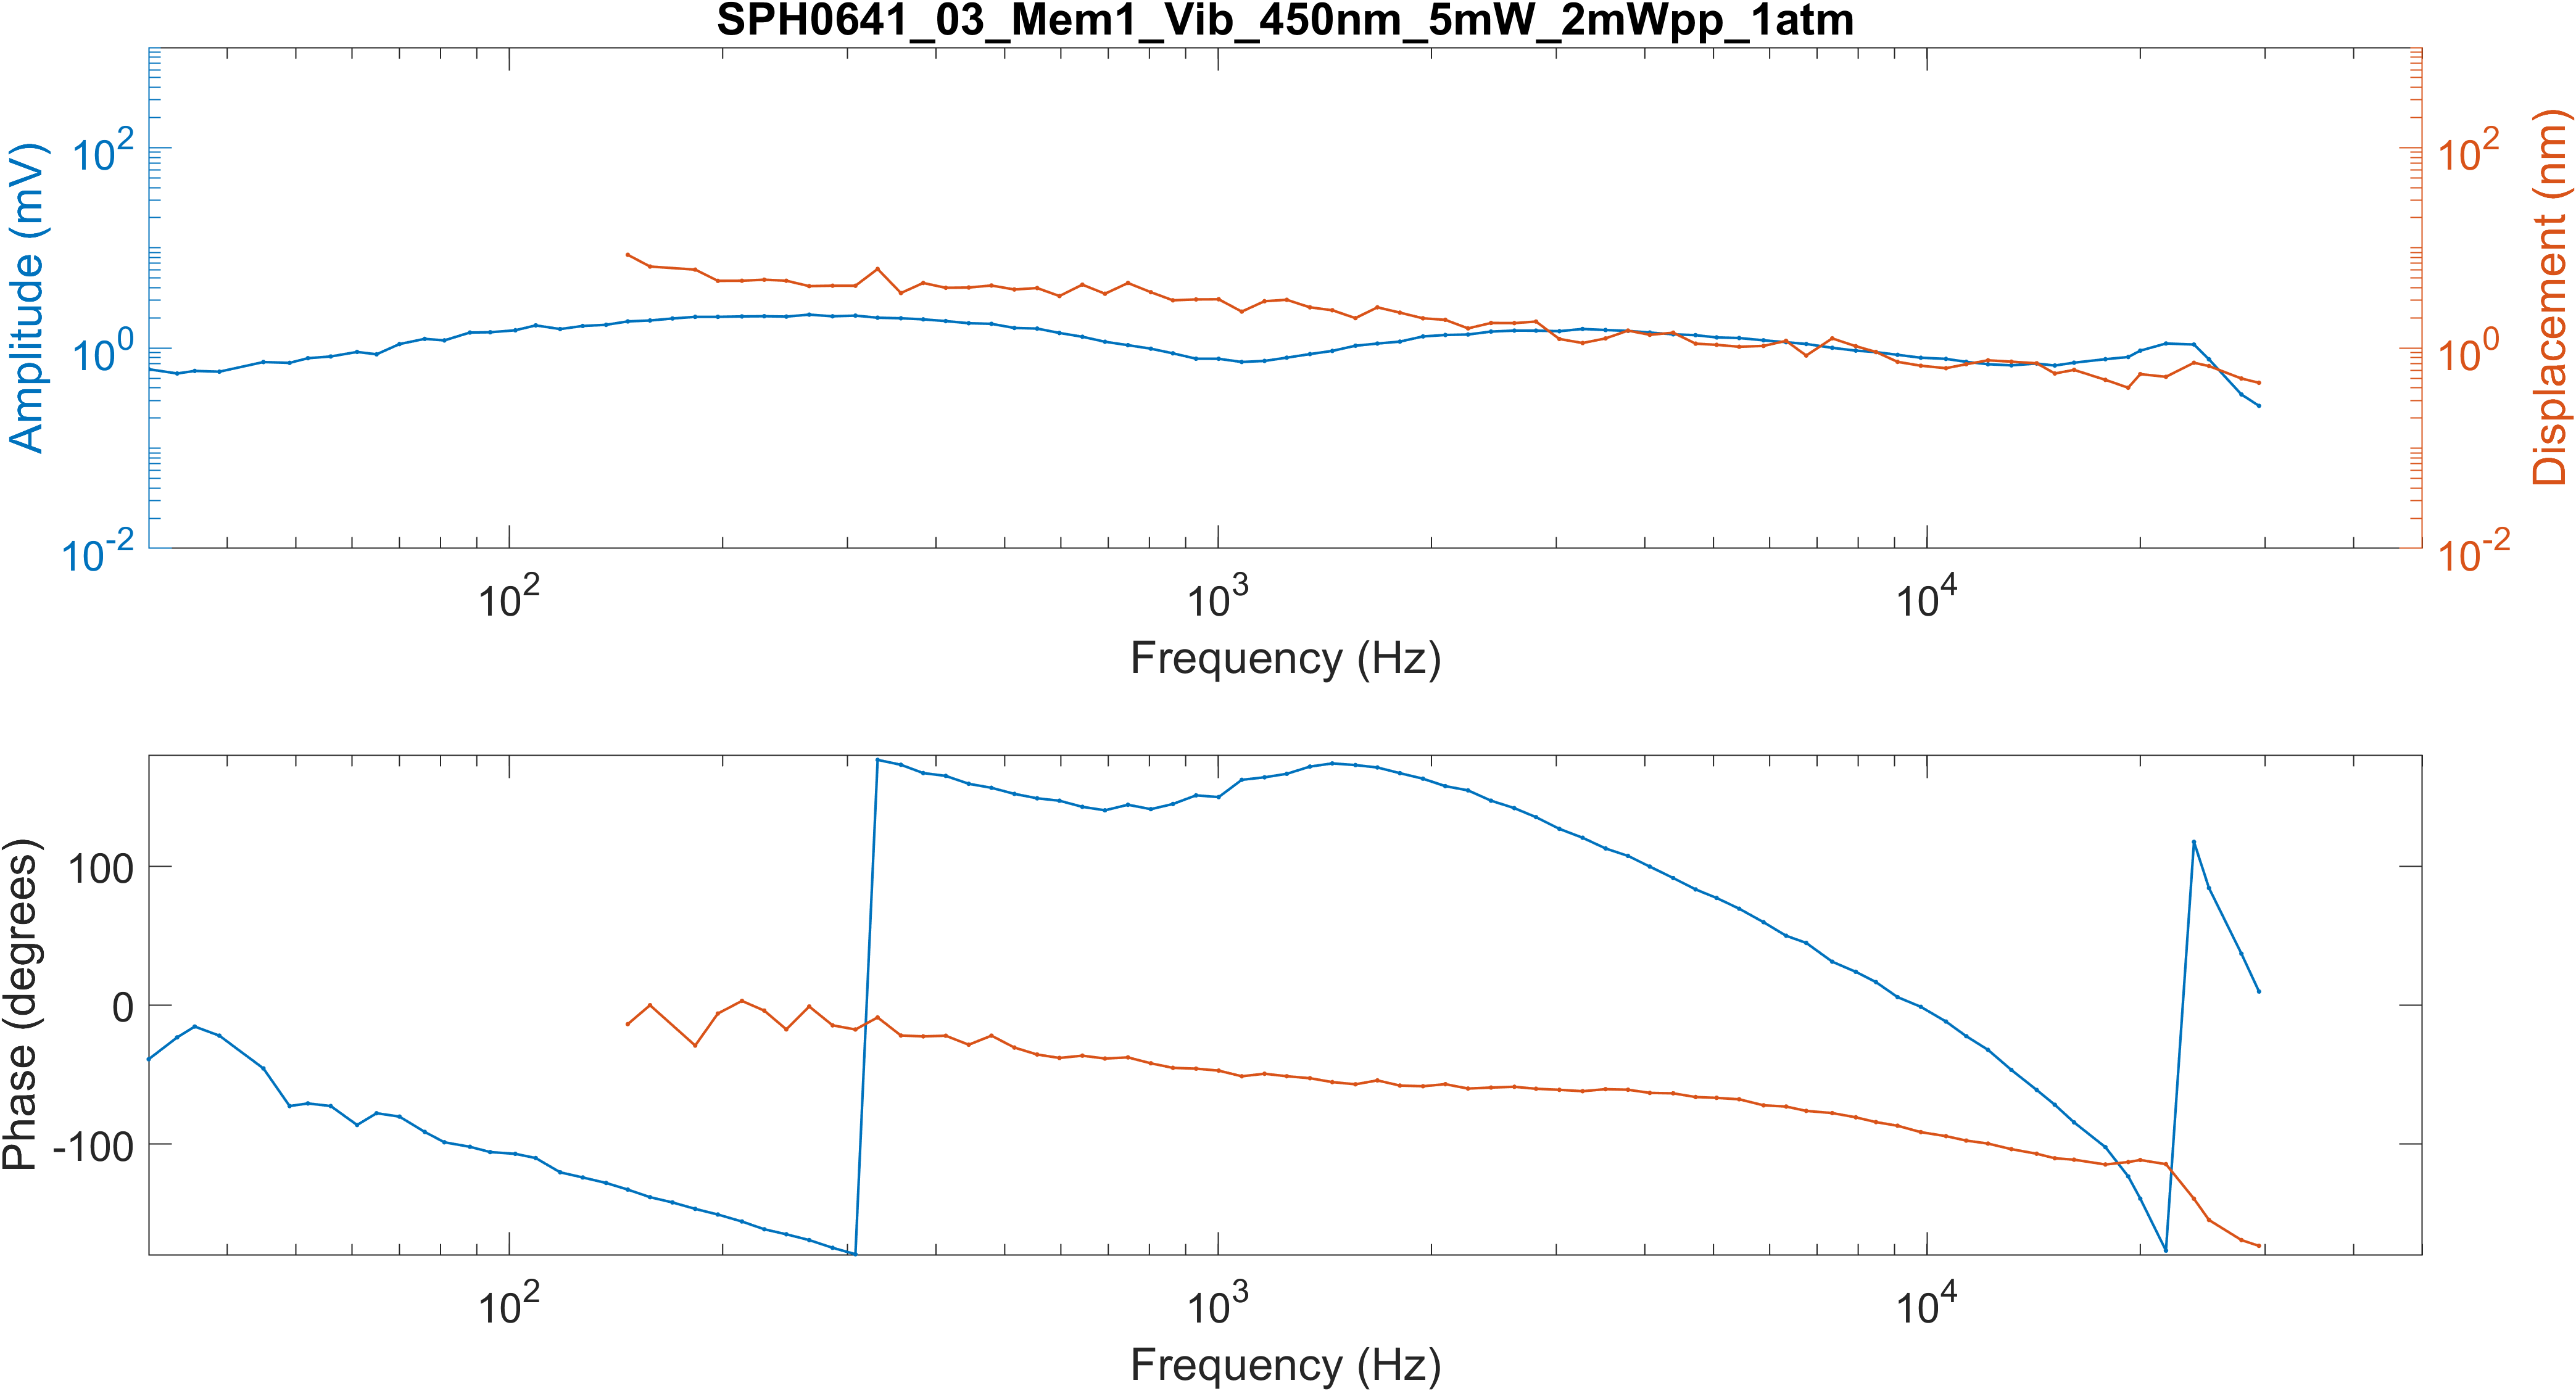 SPH0641_03_Mem1_Vib_450nm_5mW_2mWpp_1atm
Amplitude (mV)
10^2
10^0
10^-2
Displacement (nm)
10^2
10^0
10^-2
10^2
10^3
10^4
Frequency (Hz)
Phase (degrees)
100
0
-100
10^2
10^3
10^4
Frequency (Hz)